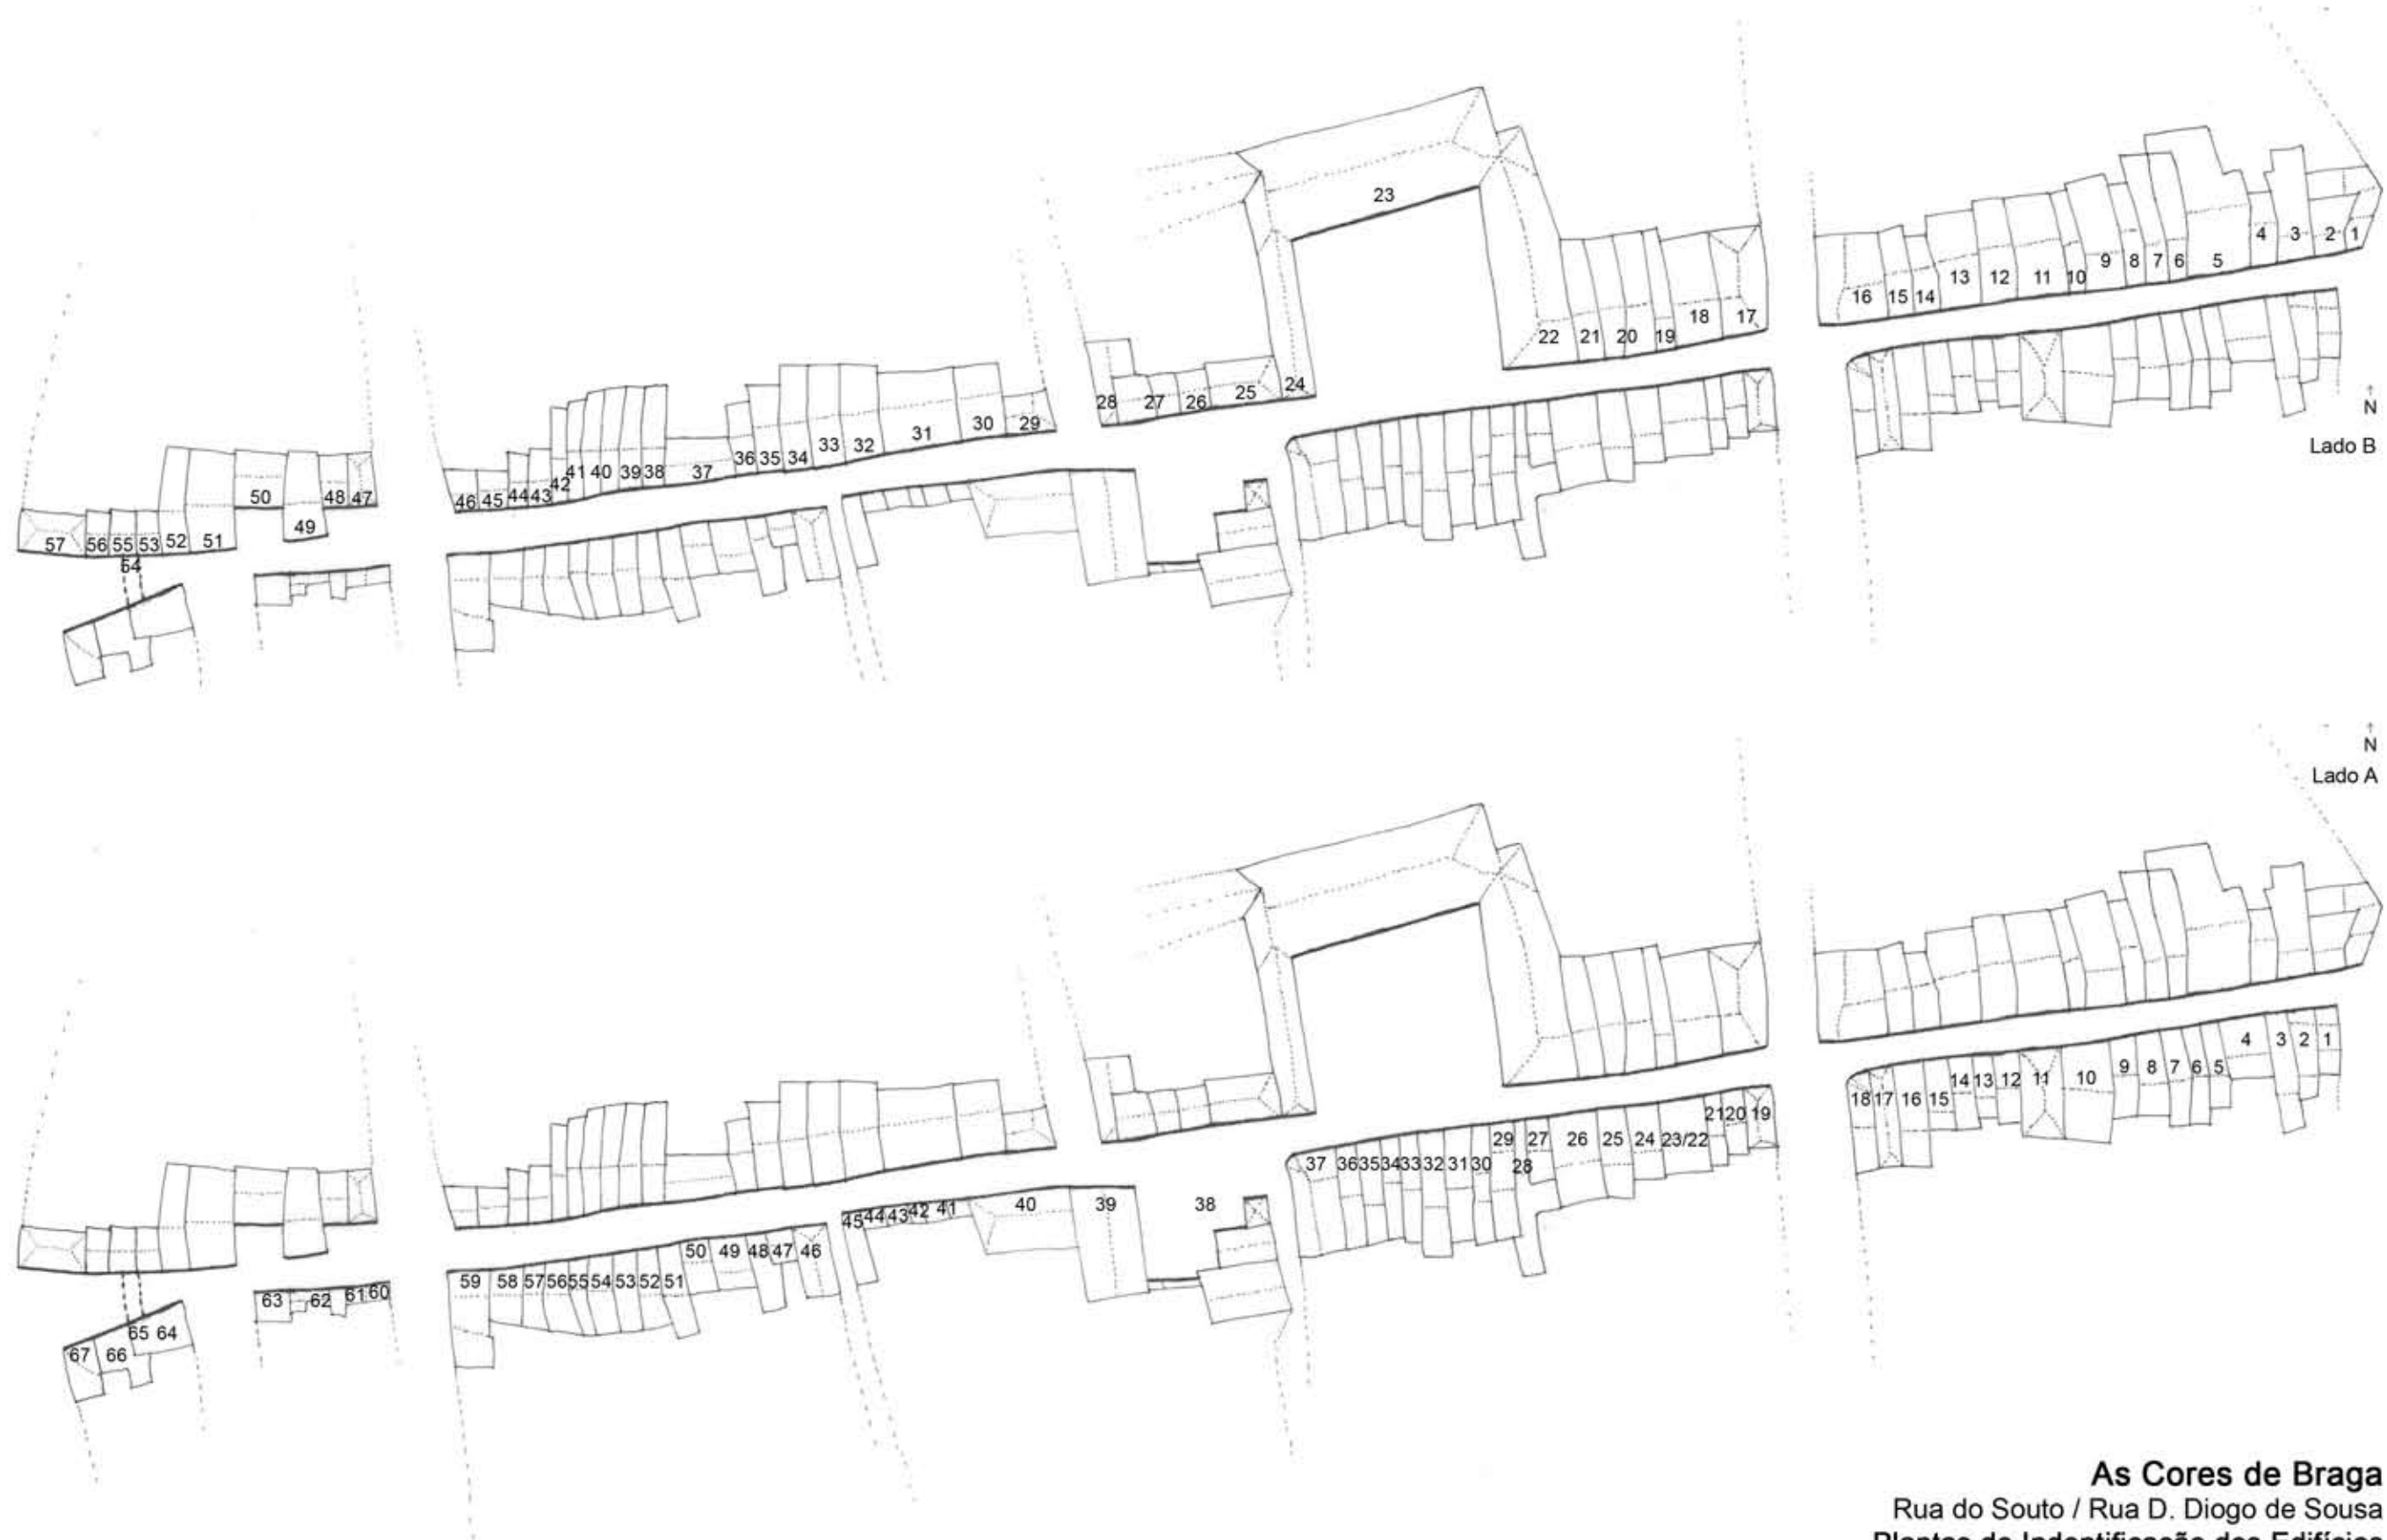 23
4 3 2 1
16 15 14 13 12 11 10 9 8 7 6 5
22 21 20 19 18 17
28 27 26 25 24
N
Lado B
46 45 44 43 42 41 40 39 38 37 36 35 34 33 32 31 30 29
50 48 47
49
57 56 55 53 52 51
54
N
Lado A
18 17 16 15 14 13 12 11 10 9 8 7 6 5 4 3 2 1
37 36 35 34 33 32 31 30 29 28 27 26 25 24 23/22 21 20 19
45 44 43 42 41 40 39 38
59 58 57 56 55 54 53 52 51 50 49 48 47 46
63 62 61 60
67 66 65 64
As Cores de Braga
Rua do Souto / Rua D. Diogo de Sousa
Plantas de Indentificação dos Edifícios